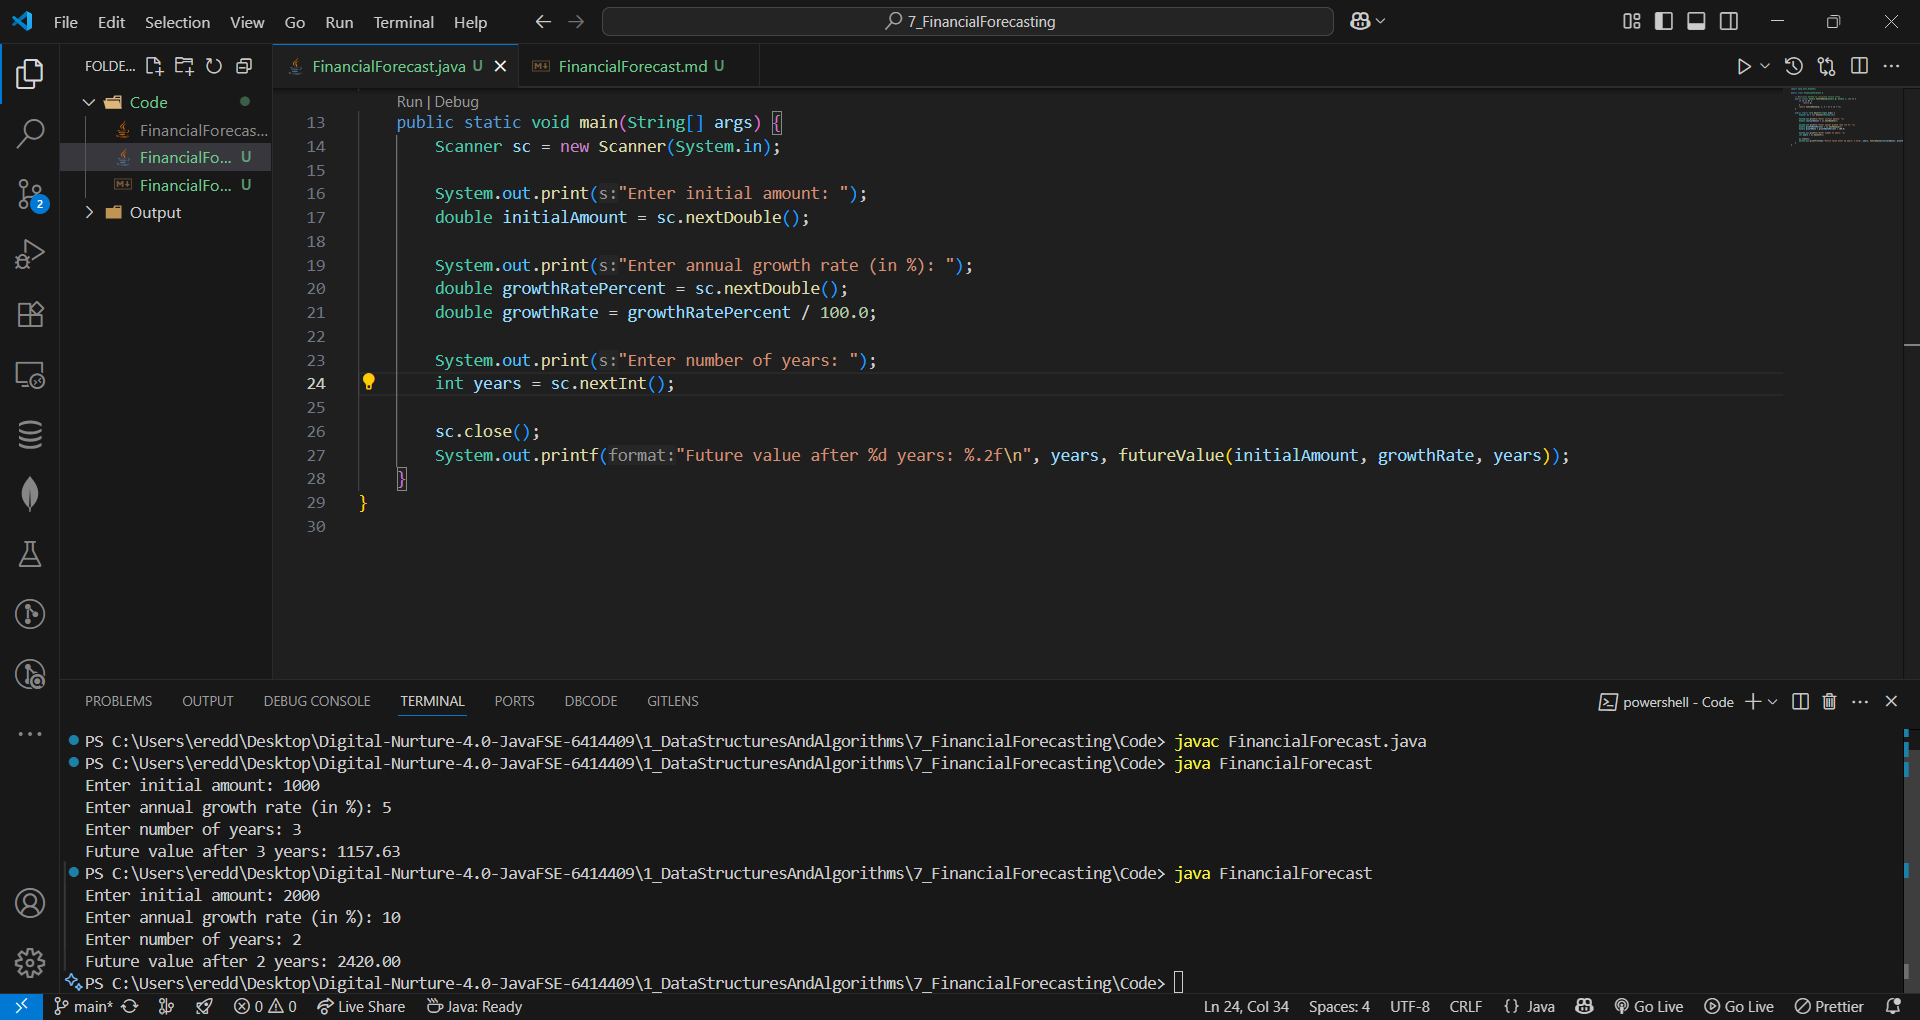 File Edit Selection View Go Run Terminal Help
7_FinancialForecasting
FOLDE...
Code
FinancialForecas...
FinancialFo... U
FinancialFo... U
Output
2
FinancialForecast.java U
FinancialForecast.md U
Run | Debug
13 public static void main(String[] args) {
14 Scanner sc = new Scanner(System.in);
15
16 System.out.print(s:"Enter initial amount: ");
17 double initialAmount = sc.nextDouble();
18
19 System.out.print(s:"Enter annual growth rate (in %): ");
20 double growthRatePercent = sc.nextDouble();
21 double growthRate = growthRatePercent / 100.0;
22
23 System.out.print(s:"Enter number of years: ");
24 int years = sc.nextInt();
25
26 sc.close();
27 System.out.printf(format:"Future value after %d years: %.2f\n", years, futureValue(initialAmount, growthRate, years));
28 }
29 }
30
PROBLEMS OUTPUT DEBUG CONSOLE TERMINAL PORTS DBCODE GITLENS
powershell - Code
PS C:\Users\eredd\Desktop\Digital-Nurture-4.0-JavaFSE-6414409\1_DataStructuresAndAlgorithms\7_FinancialForecasting\Code> javac FinancialForecast.java
PS C:\Users\eredd\Desktop\Digital-Nurture-4.0-JavaFSE-6414409\1_DataStructuresAndAlgorithms\7_FinancialForecasting\Code> java FinancialForecast
Enter initial amount: 1000
Enter annual growth rate (in %): 5
Enter number of years: 3
Future value after 3 years: 1157.63
PS C:\Users\eredd\Desktop\Digital-Nurture-4.0-JavaFSE-6414409\1_DataStructuresAndAlgorithms\7_FinancialForecasting\Code> java FinancialForecast
Enter initial amount: 2000
Enter annual growth rate (in %): 10
Enter number of years: 2
Future value after 2 years: 2420.00
PS C:\Users\eredd\Desktop\Digital-Nurture-4.0-JavaFSE-6414409\1_DataStructuresAndAlgorithms\7_FinancialForecasting\Code>
main* 0 0 Live Share Java: Ready Ln 24, Col 34 Spaces: 4 UTF-8 CRLF {} Java Go Live Go Live Prettier